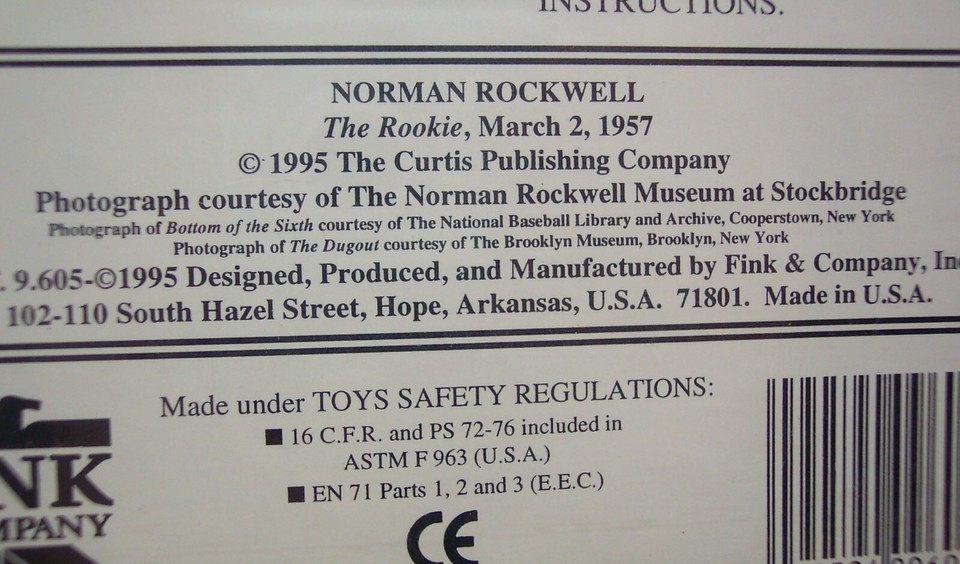 INSTRUCTIONS.
NORMAN ROCKWELL
The Rookie, March 2, 1957
© 1995 The Curtis Publishing Company
Photograph courtesy of The Norman Rockwell Museum at Stockbridge
Photograph of Bottom of the Sixth courtesy of The National Baseball Library and Archive, Cooperstown, New York
Photograph of The Dugout courtesy of The Brooklyn Museum, Brooklyn, New York
. 9.605-©1995 Designed, Produced, and Manufactured by Fink & Company, In
102-110 South Hazel Street, Hope, Arkansas, U.S.A. 71801. Made in U.S.A.
Made under TOYS SAFETY REGULATIONS:
■ 16 C.F.R. and PS 72-76 included in
ASTM F 963 (U.S.A.)
■ EN 71 Parts 1, 2 and 3 (E.E.C.)
CE
NK
MPANY